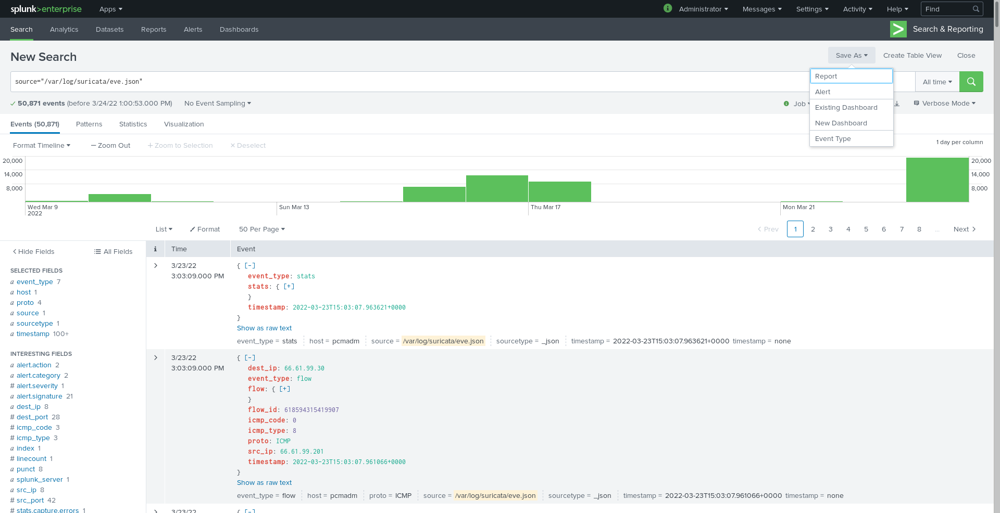 splunk>enterprise Apps Administrator Messages Settings Activity Help Find
Search Analytics Datasets Reports Alerts Dashboards Search & Reporting
New Search
Save As Create Table View Close
source="/var/log/suricata/eve.json"
All time
Report
Alert
Existing Dashboard
New Dashboard
Event Type
50,871 events (before 3/24/22 1:00:53.000 PM) No Event Sampling
Job
Verbose Mode
Events (50,871) Patterns Statistics Visualization
Format Timeline — Zoom Out + Zoom to Selection × Deselect
1 day per column
20,000
14,000
8,000
20,000
14,000
8,000
Wed Mar 9
2022
Sun Mar 13
Thu Mar 17
Mon Mar 21
List Format 50 Per Page
< Prev 1 2 3 4 5 6 7 8 ... Next >
< Hide Fields All Fields
SELECTED FIELDS
a event_type 7
a host 1
a proto 4
a source 1
a sourcetype 1
a timestamp 100+
INTERESTING FIELDS
a alert.action 2
a alert.category 2
# alert.severity 1
a alert.signature 21
a dest_ip 8
# dest_port 28
# icmp_code 3
# icmp_type 3
a index 1
# linecount 1
a punct 8
a splunk_server 1
a src_ip 8
# src_port 42
# stats.capture.errors 1
i Time Event
3/23/22
3:03:09.000 PM
{ [-]
event_type: stats
stats: { [+]
}
timestamp: 2022-03-23T15:03:07.963621+0000
}
Show as raw text
event_type = stats host = pcmadm source = /var/log/suricata/eve.json sourcetype = _json timestamp = 2022-03-23T15:03:07.963621+0000 timestamp = none
3/23/22
3:03:09.000 PM
{ [-]
dest_ip: 66.61.99.30
event_type: flow
flow: { [+]
}
flow_id: 618594315419907
icmp_code: 0
icmp_type: 8
proto: ICMP
src_ip: 66.61.99.201
timestamp: 2022-03-23T15:03:07.961066+0000
}
Show as raw text
event_type = flow host = pcmadm proto = ICMP source = /var/log/suricata/eve.json sourcetype = _json timestamp = 2022-03-23T15:03:07.961066+0000 timestamp = none
3/23/22
{ [-]